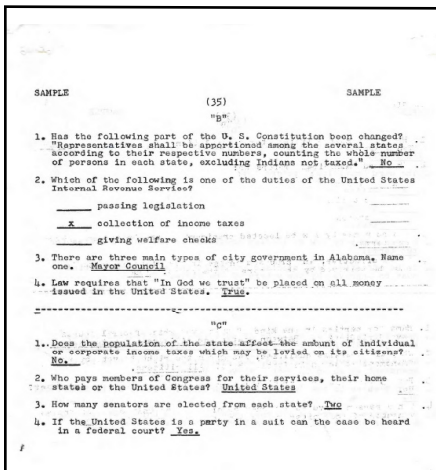 SAMPLE SAMPLE
(35)
"B"
1. Has the following part of the U. S. Constitution been changed?
"Representatives shall be apportioned among the several states
according to their respective numbers, counting the whole number
of persons in each state, excluding Indians not taxed." No
2. Which of the following is one of the duties of the United States
Internal Revenue Service?
passing legislation
x collection of income taxes
giving welfare checks
3. There are three main types of city government in Alabama. Name
one. Mayor Council
4. Law requires that "In God we trust" be placed on all money
issued in the United States. True.
"C"
1. Does the population of the state affect the amount of individual
or corporate income taxes which may be levied on its citizens?
No.
2. Who pays members of Congress for their services, their home
states or the United States? United States
3. How many senators are elected from each state? Two
4. If the United States is a party in a suit can the case be heard
in a federal court? Yes.